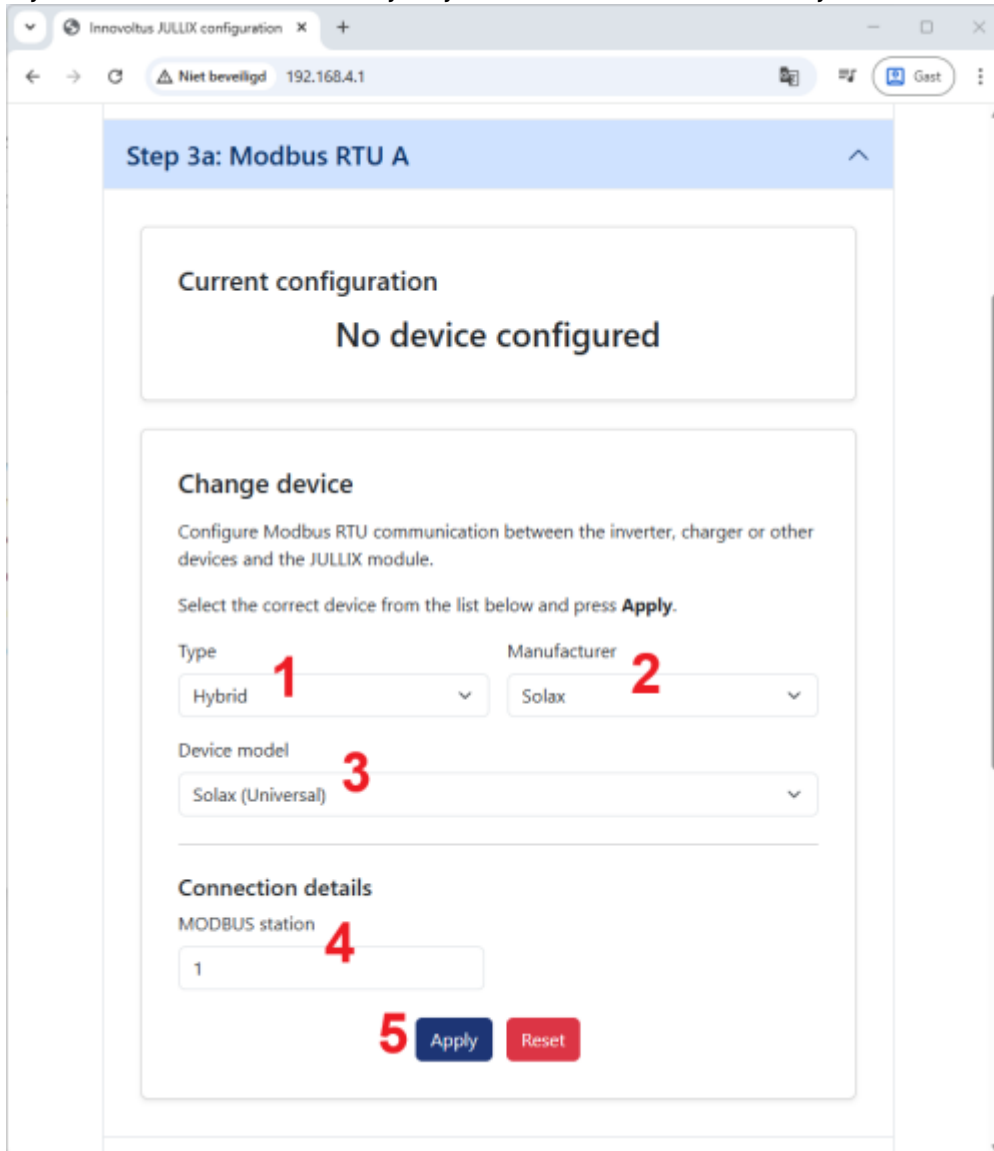 Innovoltus JULLIX configuration
Niet beveiligd 192.168.4.1 Gast
Step 3a: Modbus RTU A
Current configuration
No device configured
Change device
Configure Modbus RTU communication between the inverter, charger or other
devices and the JULLIX module.
Select the correct device from the list below and press Apply.
Type 1 Manufacturer 2
Hybrid Solax
Device model 3
Solax (Universal)
Connection details
MODBUS station 4
1
5 Apply Reset